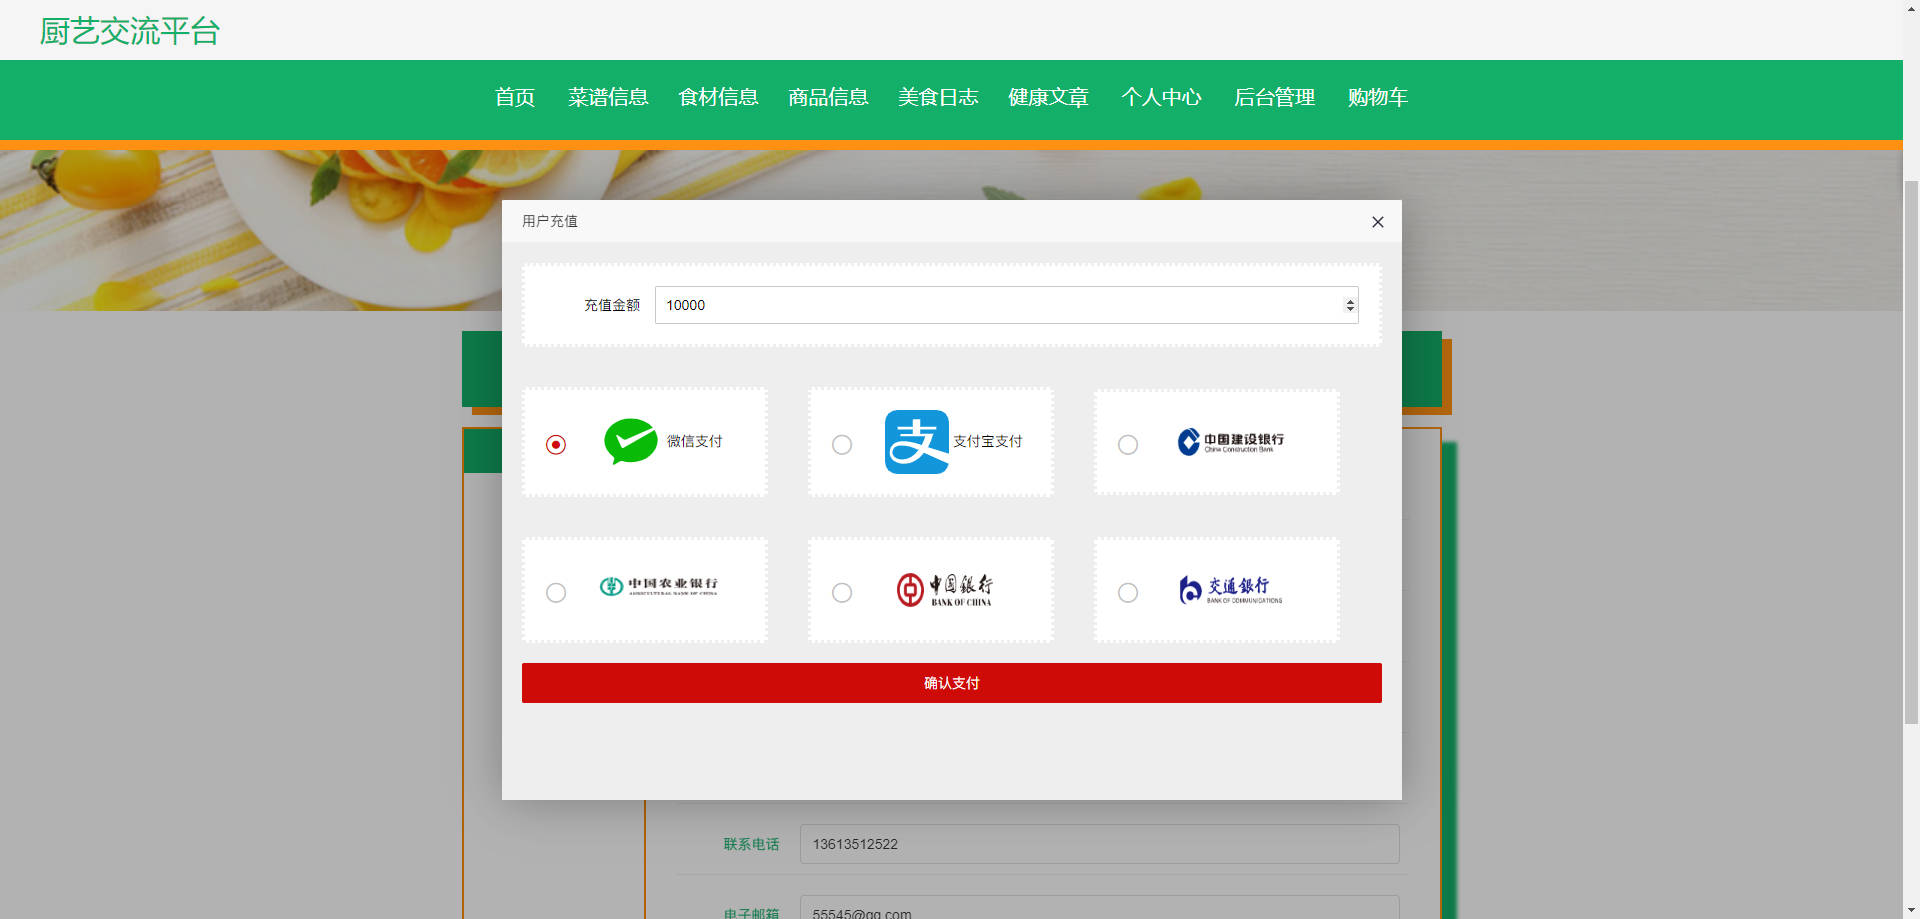 厨艺交流平台
首页 菜谱信息 食材信息 商品信息 美食日志 健康文章 个人中心 后台管理 购物车
用户充值
充值金额 10000
微信支付
支 支付宝支付
中国建设银行
China Construction Bank
中国农业银行
AGRICULTURAL BANK OF CHINA
中国銀行
BANK OF CHINA
交通銀行
BANK OF COMMUNICATIONS
确认支付
联系电话 13613512522
电子邮箱 55545@qq.com